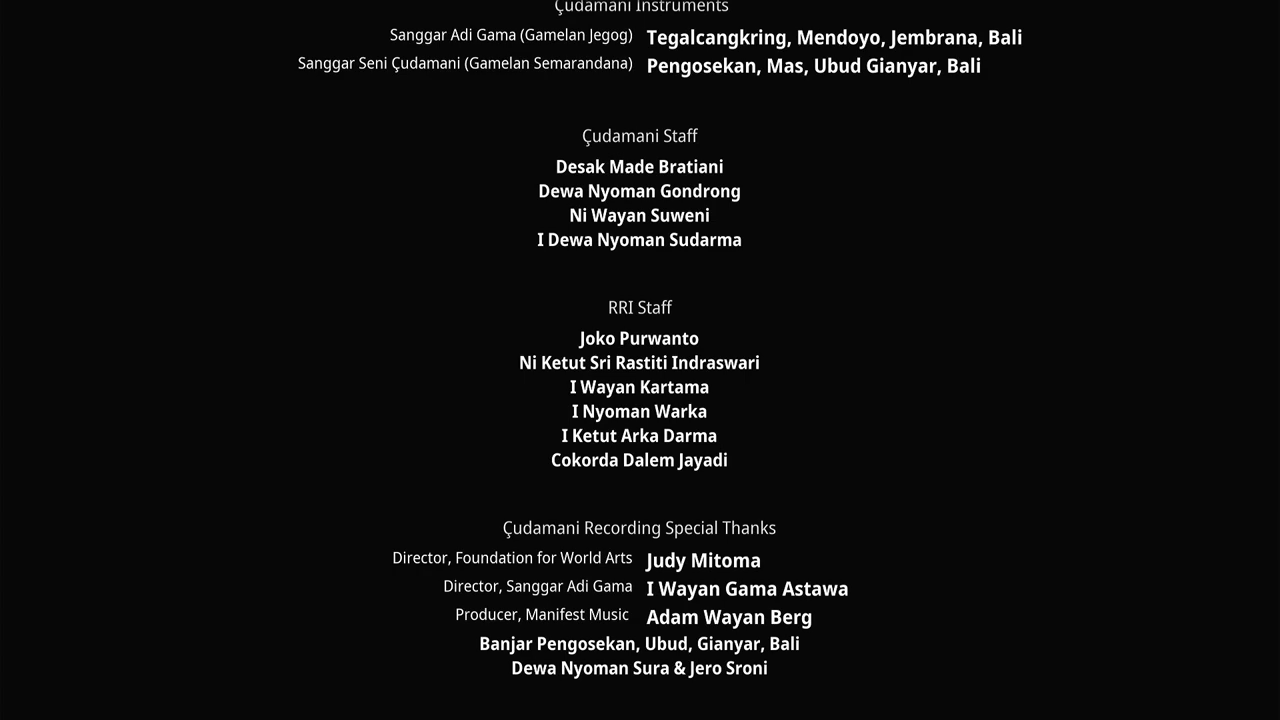 Çudamani Instruments
Sanggar Adi Gama (Gamelan Jegog) Tegalcangkring, Mendoyo, Jembrana, Bali
Sanggar Seni Çudamani (Gamelan Semarandana) Pengosekan, Mas, Ubud Gianyar, Bali
Çudamani Staff
Desak Made Bratiani
Dewa Nyoman Gondrong
Ni Wayan Suweni
I Dewa Nyoman Sudarma
RRI Staff
Joko Purwanto
Ni Ketut Sri Rastiti Indraswari
I Wayan Kartama
I Nyoman Warka
I Ketut Arka Darma
Cokorda Dalem Jayadi
Çudamani Recording Special Thanks
Director, Foundation for World Arts Judy Mitoma
Director, Sanggar Adi Gama I Wayan Gama Astawa
Producer, Manifest Music Adam Wayan Berg
Banjar Pengosekan, Ubud, Gianyar, Bali
Dewa Nyoman Sura & Jero Sroni